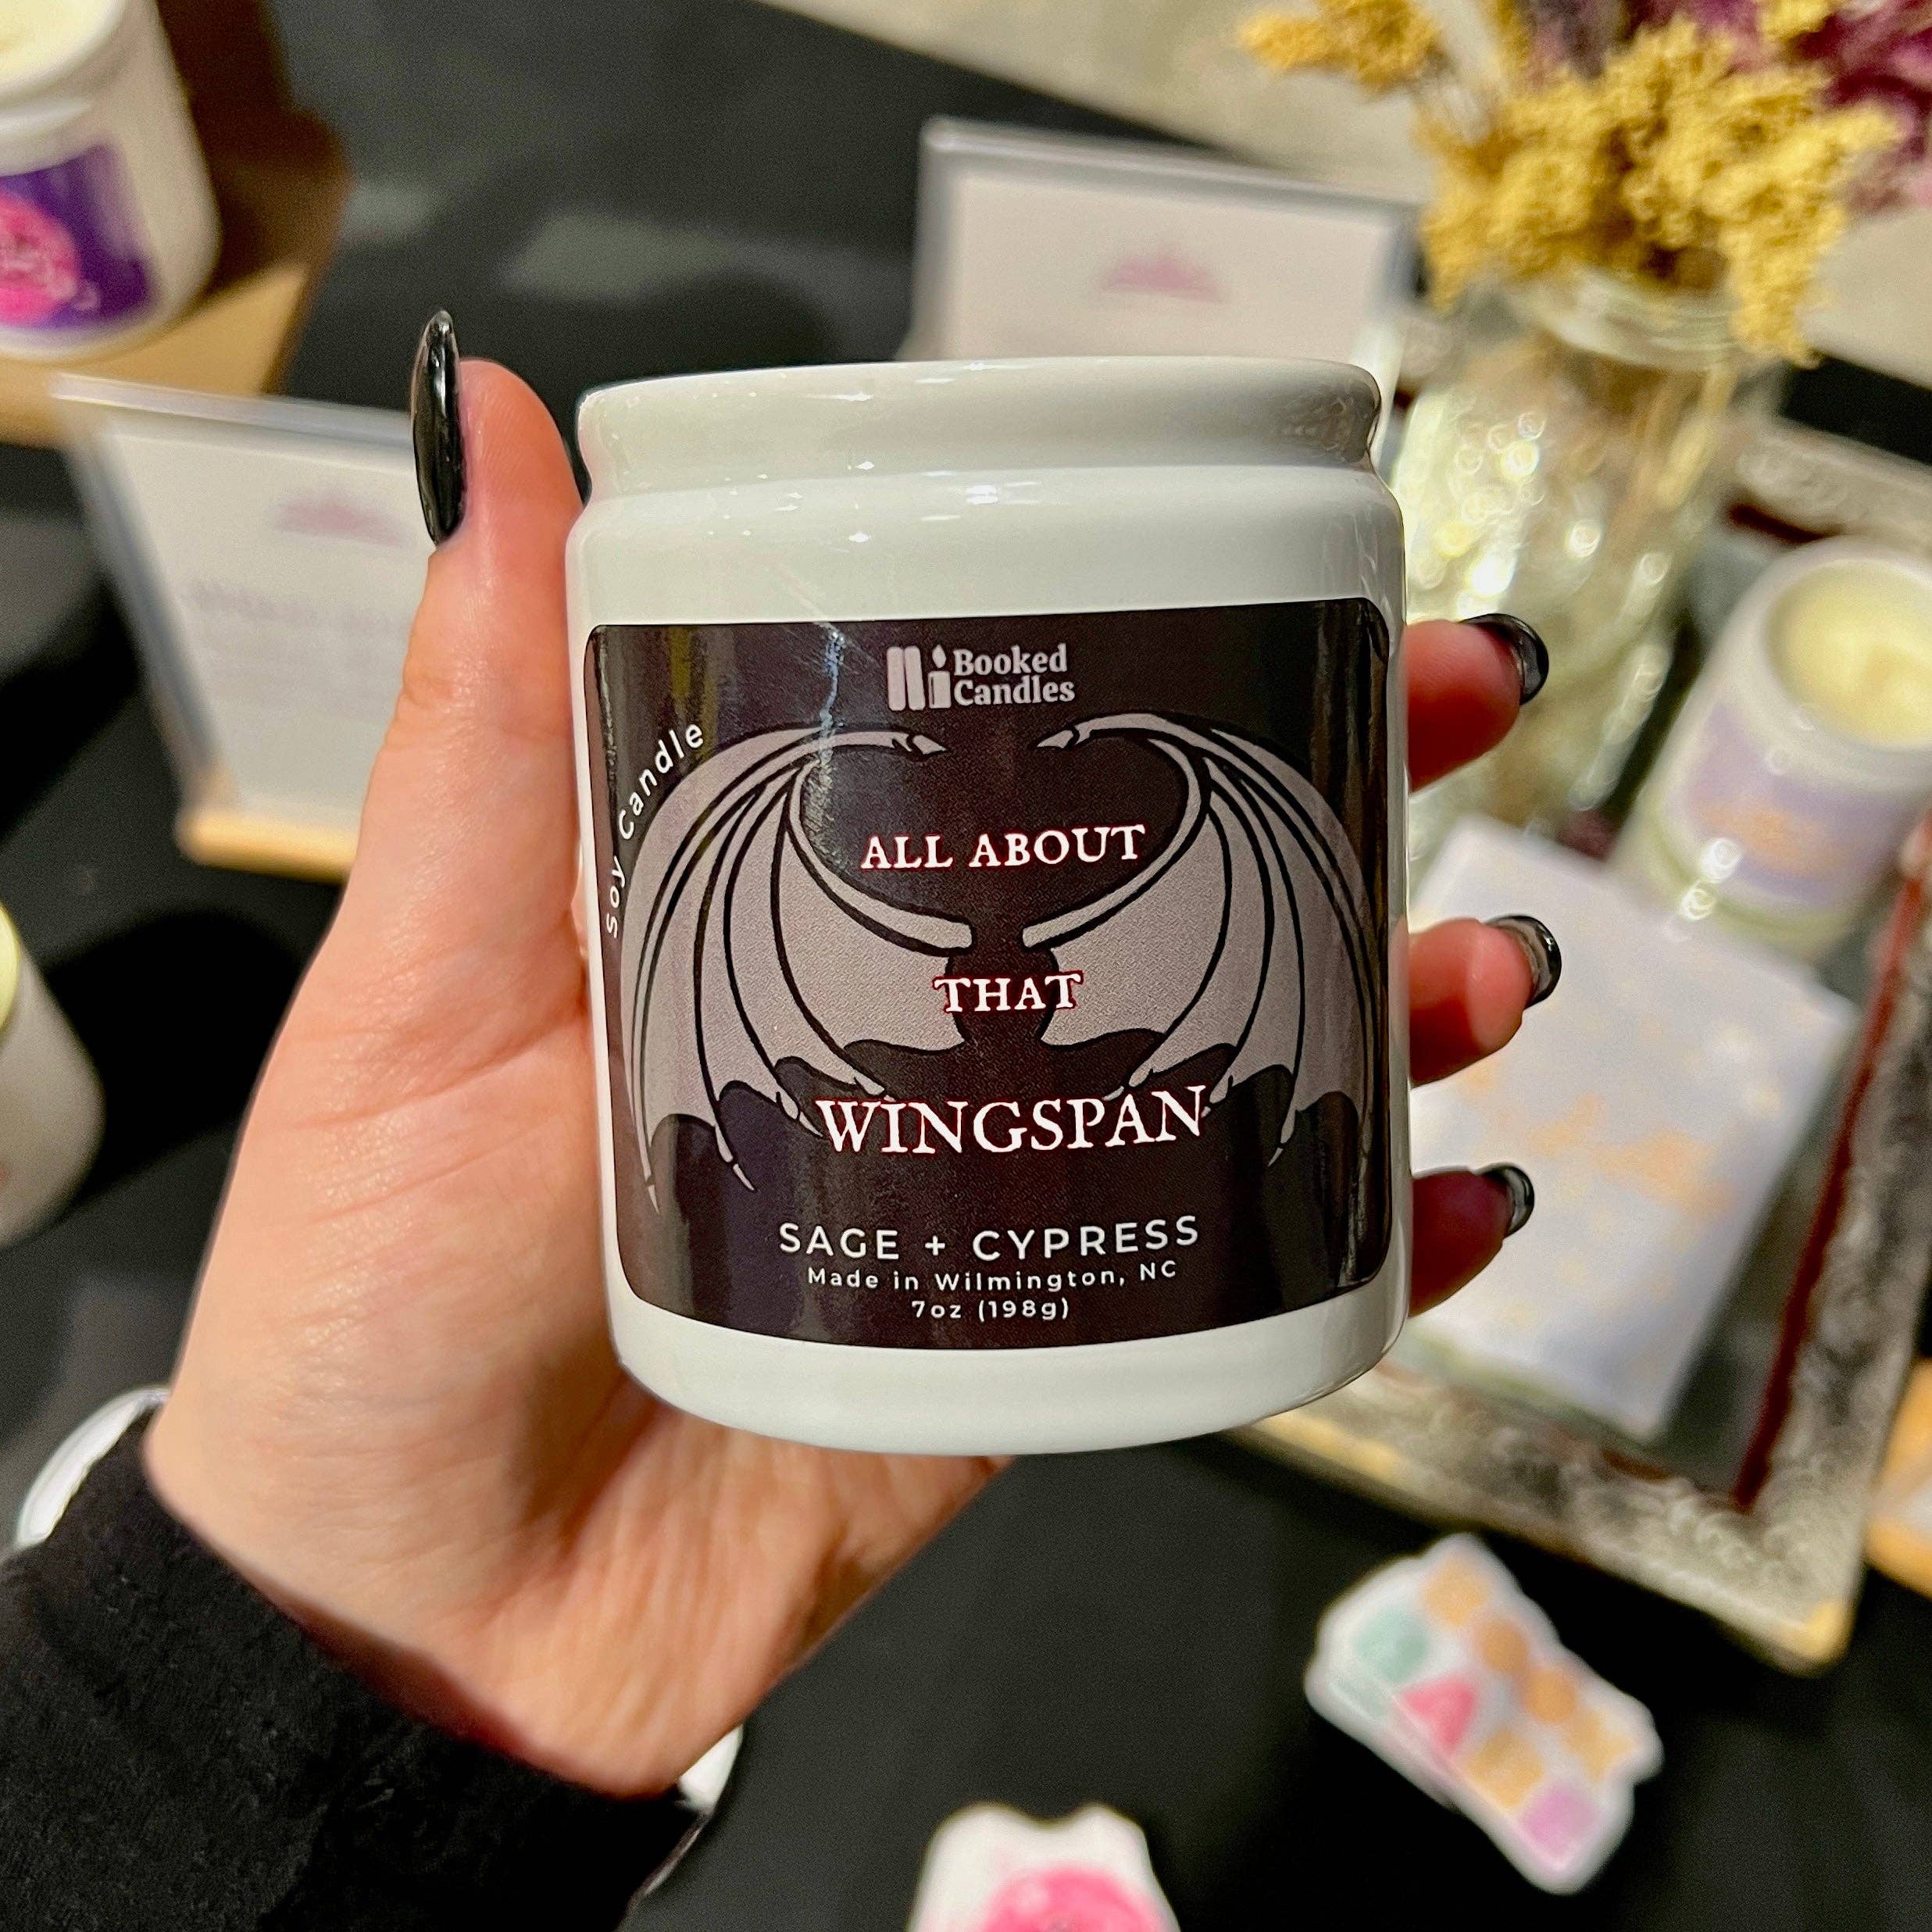 Booked
Candles
Soy Candle
ALL ABOUT
THAT
WINGSPAN
SAGE + CYPRESS
Made in Wilmington, NC
7oz (198g)